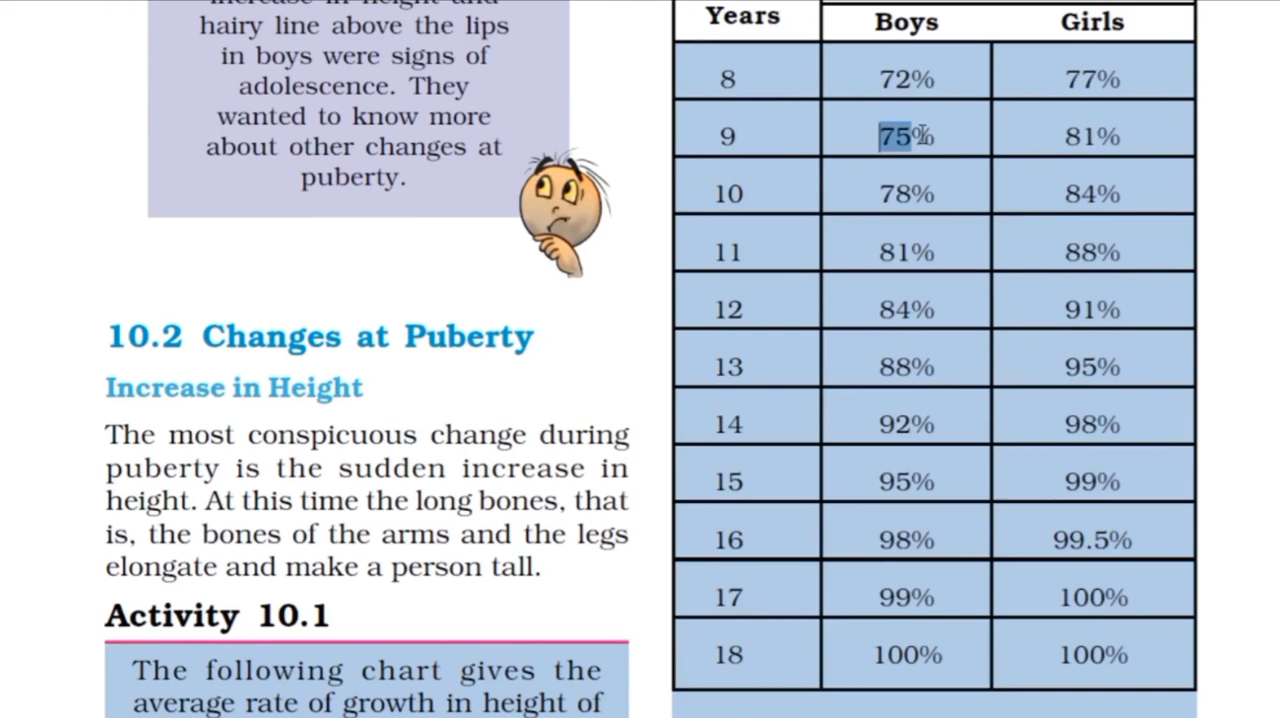 increase in height and
hairy line above the lips
in boys were signs of
adolescence. They
wanted to know more
about other changes at
puberty.
10.2 Changes at Puberty
Increase in Height
The most conspicuous change during
puberty is the sudden increase in
height. At this time the long bones, that
is, the bones of the arms and the legs
elongate and make a person tall.
Activity 10.1
The following chart gives the
average rate of growth in height of
Years Boys Girls
8 72% 77%
9 75% 81%
10 78% 84%
11 81% 88%
12 84% 91%
13 88% 95%
14 92% 98%
15 95% 99%
16 98% 99.5%
17 99% 100%
18 100% 100%